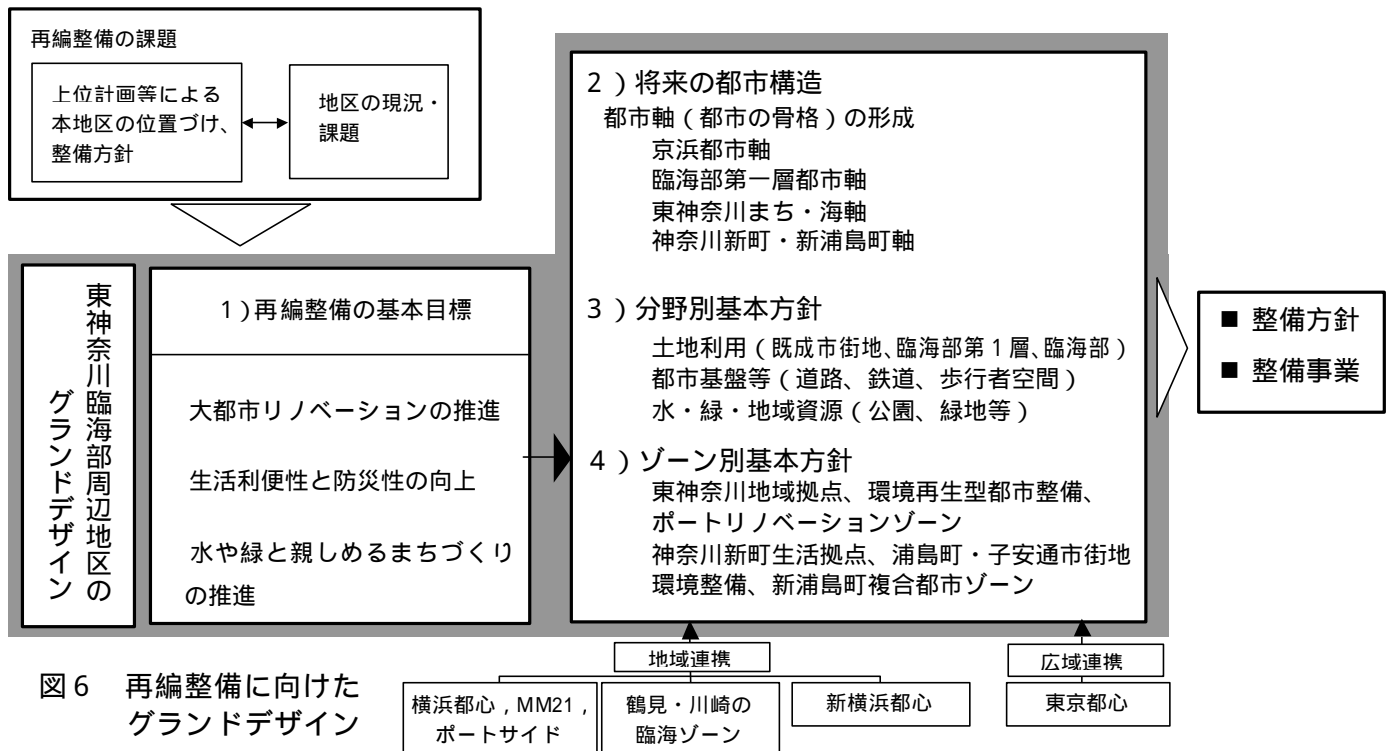 再編整備の課題
上位計画等による
本地区の位置づけ、
整備方針
地区の現況・
課題
東神奈川臨海部周辺地区の
グランドデザイン
1)再編整備の基本目標
大都市リノベーションの推進
生活利便性と防災性の向上
水や緑と親しめるまちづくり
の推進
2)将来の都市構造
都市軸(都市の骨格)の形成
京浜都市軸
臨海部第一層都市軸
東神奈川まち・海軸
神奈川新町・新浦島町軸
3)分野別基本方針
土地利用(既成市街地、臨海部第1層、臨海部)
都市基盤等(道路、鉄道、歩行者空間)
水・緑・地域資源(公園、緑地等)
4)ゾーン別基本方針
東神奈川地域拠点、環境再生型都市整備、
ポートリノベーションゾーン
神奈川新町生活拠点、浦島町・子安通市街地
環境整備、新浦島町複合都市ゾーン
■ 整備方針
■ 整備事業
地域連携
広域連携
横浜都心,MM21,
ポートサイド
鶴見・川崎の
臨海ゾーン
新横浜都心
東京都心
図6 再編整備に向けた
グランドデザイン